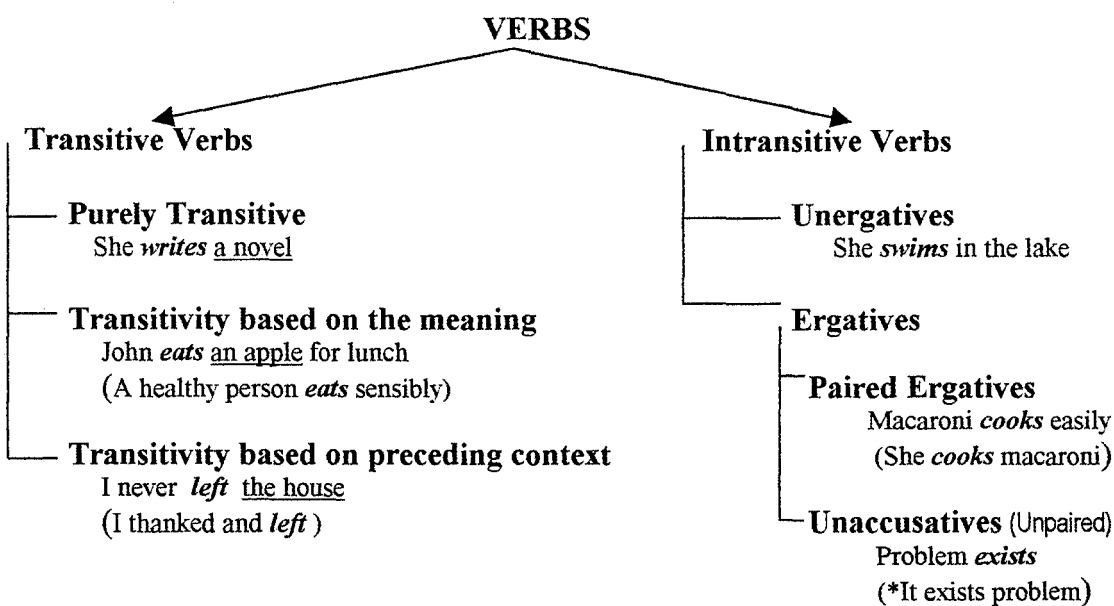 VERBS
Transitive Verbs
Purely Transitive
She writes a novel
Transitivity based on the meaning
John eats an apple for lunch
(A healthy person eats sensibly)
Transitivity based on preceding context
I never left the house
(I thanked and left )
Intransitive Verbs
Unergatives
She swims in the lake
Ergatives
Paired Ergatives
Macaroni cooks easily
(She cooks macaroni)
Unaccusatives (Unpaired)
Problem exists
(*It exists problem)